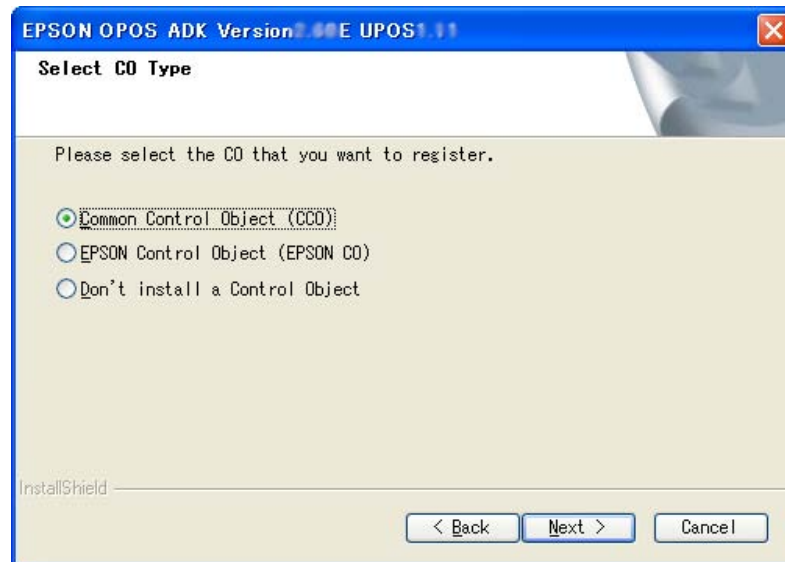 EPSON OPOS ADK Version E UPOS
Select CO Type
Please select the CO that you want to register.
Common Control Object (CCO)
EPSON Control Object (EPSON CO)
Don't install a Control Object
InstallShield
< Back Next > Cancel